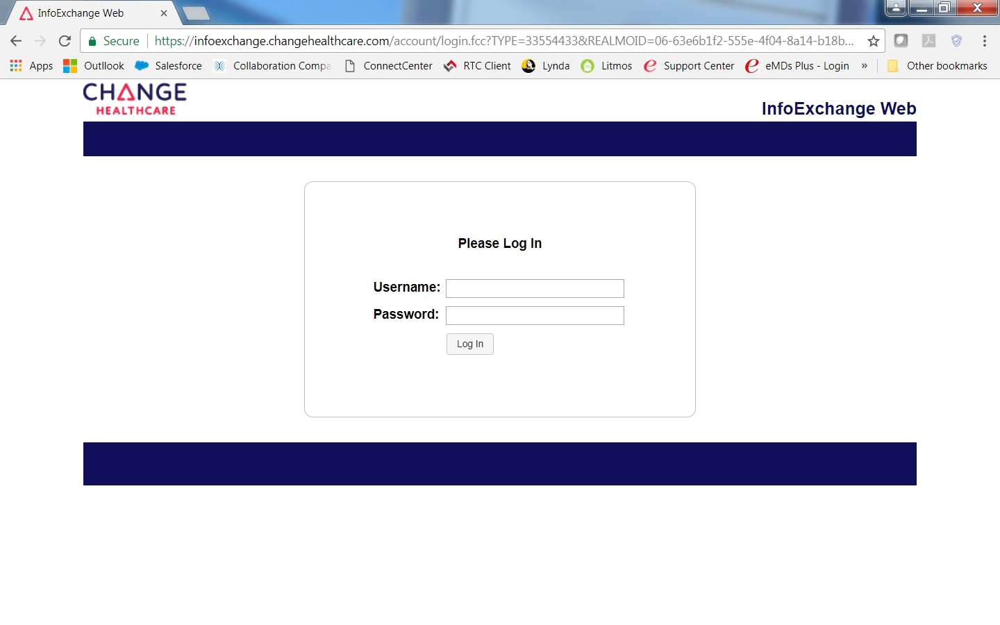 InfoExchange Web
Secure https://infoexchange.changehealthcare.com/account/login.fcc?TYPE=33554433&REALMOID=06-63e6b1f2-555e-4f04-8a14-b18b...
Apps Outllook Salesforce Collaboration Compa ConnectCenter RTC Client Lynda Litmos Support Center eMDs Plus - Login » Other bookmarks
CHANGE
HEALTHCARE
InfoExchange Web
Please Log In
Username:
Password:
Log In